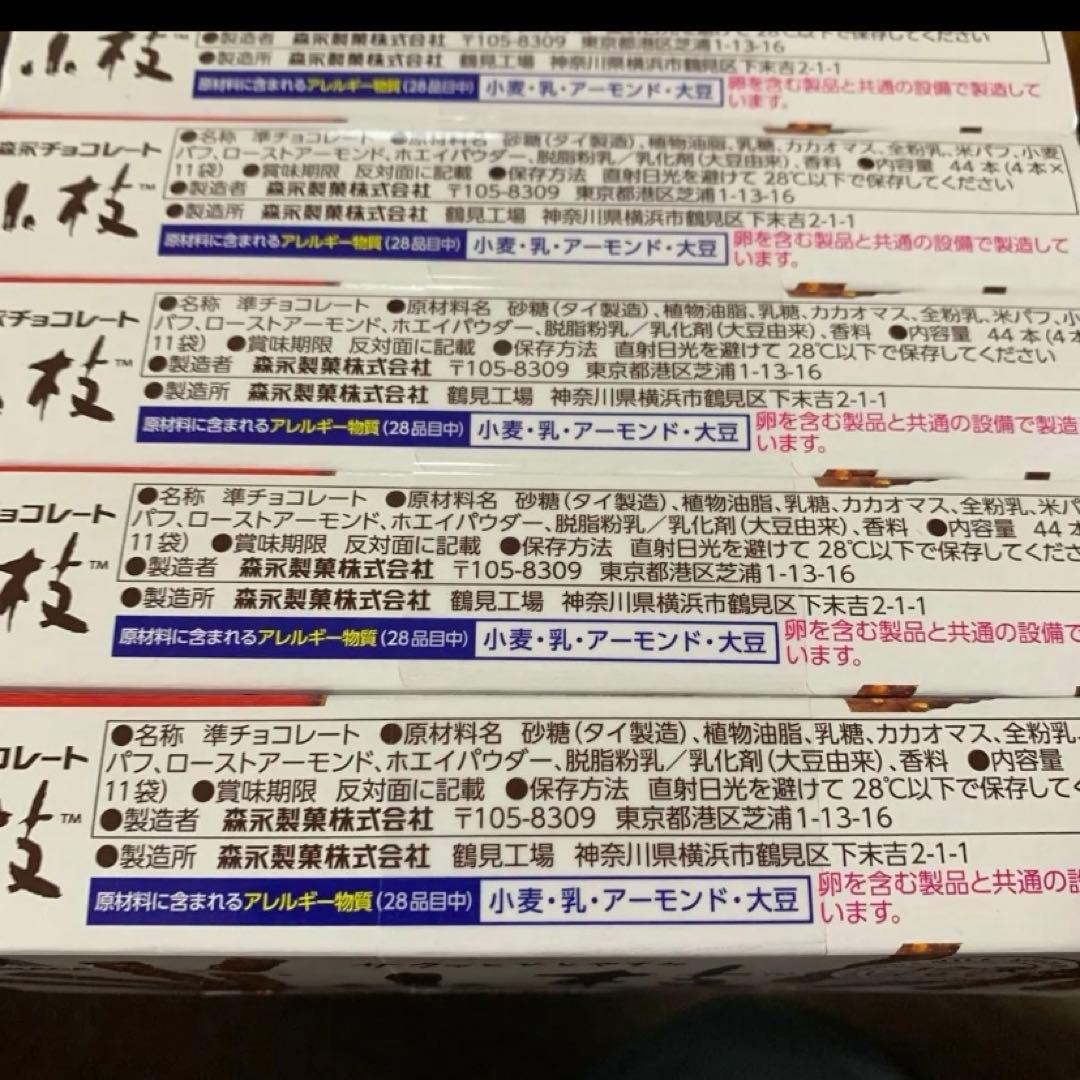 ●製造者 森永製菓株式会社 〒105-8309 東京都港区芝浦1-13-16
28℃以下で保存してください
小枝™
●製造所 森永製菓株式会社 鶴見工場 神奈川県横浜市鶴見区下末吉2-1-1
原材料に含まれるアレルギー物質(28品目中) 小麦・乳・アーモンド・大豆
卵を含む製品と共通の設備で製造して
います。
森永チョコレート
小枝™
●名称 準チョコレート ●原材料名 砂糖(タイ製造)、植物油脂、乳糖、カカオマス、全粉乳、米パフ、小麦
パフ、ローストアーモンド、ホエイパウダー、脱脂粉乳/乳化剤(大豆由来)、香料 ●内容量 44本(4本×
11袋) ●賞味期限 反対面に記載 ●保存方法 直射日光を避けて 28℃以下で保存してください
●製造者 森永製菓株式会社 〒105-8309 東京都港区芝浦1-13-16
●製造所 森永製菓株式会社 鶴見工場 神奈川県横浜市鶴見区下末吉2-1-1
原材料に含まれるアレルギー物質(28品目中) 小麦・乳・アーモンド・大豆
卵を含む製品と共通の設備で製造して
います。
チョコレート
枝™
●名称 準チョコレート ●原材料名 砂糖(タイ製造)、植物油脂、乳糖、カカオマス、全粉乳、米パフ、小
パフ、ローストアーモンド、ホエイパウダー、脱脂粉乳/乳化剤(大豆由来)、香料 ●内容量 44本(4本
11袋) ●賞味期限 反対面に記載 ●保存方法 直射日光を避けて 28℃以下で保存してください
●製造者 森永製菓株式会社 〒105-8309 東京都港区芝浦1-13-16
●製造所 森永製菓株式会社 鶴見工場 神奈川県横浜市鶴見区下末吉2-1-1
原材料に含まれるアレルギー物質(28品目中) 小麦・乳・アーモンド・大豆
卵を含む製品と共通の設備で製造
います。
ョコレート
枝™
●名称 準チョコレート ●原材料名 砂糖(タイ製造)、植物油脂、乳糖、カカオマス、全粉乳、米パ
パフ、ローストアーモンド、ホエイパウダー、脱脂粉乳/乳化剤(大豆由来)、香料 ●内容量 44本
11袋) ●賞味期限 反対面に記載 ●保存方法 直射日光を避けて 28℃以下で保存してくださ
●製造者 森永製菓株式会社 〒105-8309 東京都港区芝浦1-13-16
●製造所 森永製菓株式会社 鶴見工場 神奈川県横浜市鶴見区下末吉2-1-1
原材料に含まれるアレルギー物質(28品目中) 小麦・乳・アーモンド・大豆
卵を含む製品と共通の設備で
います。
コレート
枝™
●名称 準チョコレート ●原材料名 砂糖(タイ製造)、植物油脂、乳糖、カカオマス、全粉乳、
パフ、ローストアーモンド、ホエイパウダー、脱脂粉乳/乳化剤(大豆由来)、香料 ●内容量
11袋) ●賞味期限 反対面に記載 ●保存方法 直射日光を避けて 28℃以下で保存してく
●製造者 森永製菓株式会社 〒105-8309 東京都港区芝浦1-13-16
●製造所 森永製菓株式会社 鶴見工場 神奈川県横浜市鶴見区下末吉2-1-1
原材料に含まれるアレルギー物質(28品目中) 小麦・乳・アーモンド・大豆
卵を含む製品と共通の設
います。